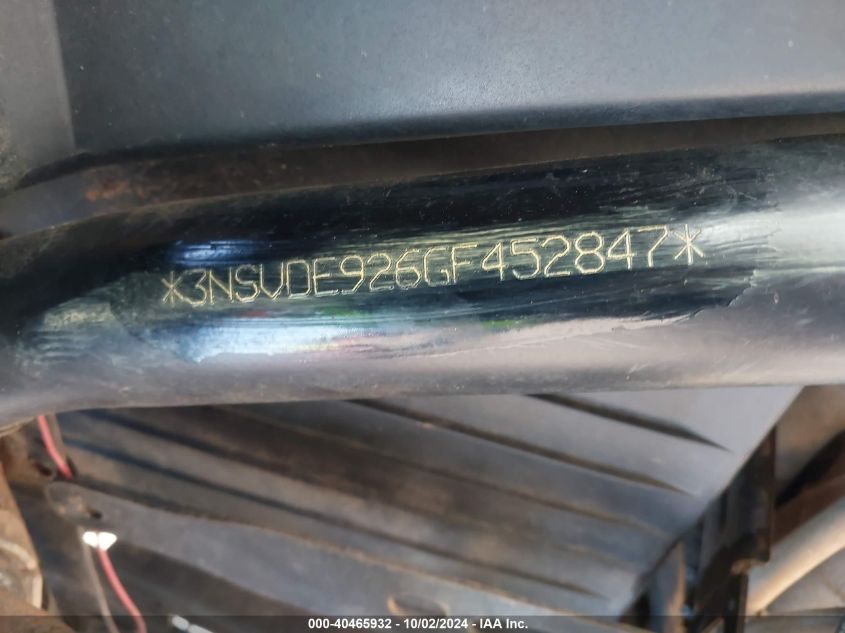 *3NSVDE926GF452847*
000-40465932 - 10/02/2024 - IAA Inc.